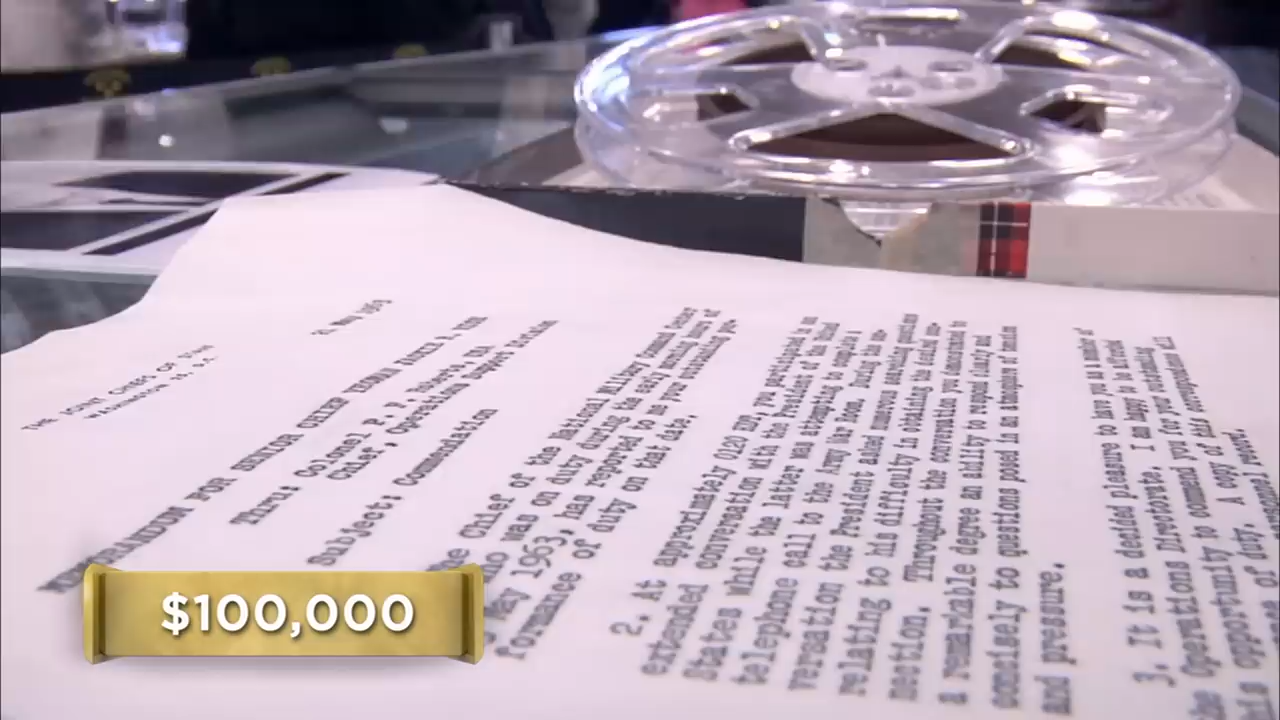 THE JOINT CHIEFS OF STAFF
WASHINGTON 25, D.C.
21 May 1963
MEMORANDUM FOR SENIOR CHIEF
Thru: Colonel
Chief, Operations Division
Subject: Commendation
Chief of the National Military Command Center
who was on duty during the early morning hours of
May 1963, has reported to me your outstanding per-
formance of duty on that date.
2. At approximately 0120 EDT, you participated in an
extended conversation with the President of the United
States while the latter was attempting to complete a
telephone call to the Army War Room. During the con-
versation the President asked numerous searching questions
relating to his difficulty in obtaining the desired con-
nection. Throughout the conversation you demonstrated to
a remarkable degree an ability to respond clearly and
concisely to questions posed in an atmosphere of tension
and pressure.
3. It is a decided pleasure to have you as a member of
the Operations Directorate. I am happy to be afforded
this opportunity to commend you for your outstanding
of duty. A copy of this correspondence will
$100,000